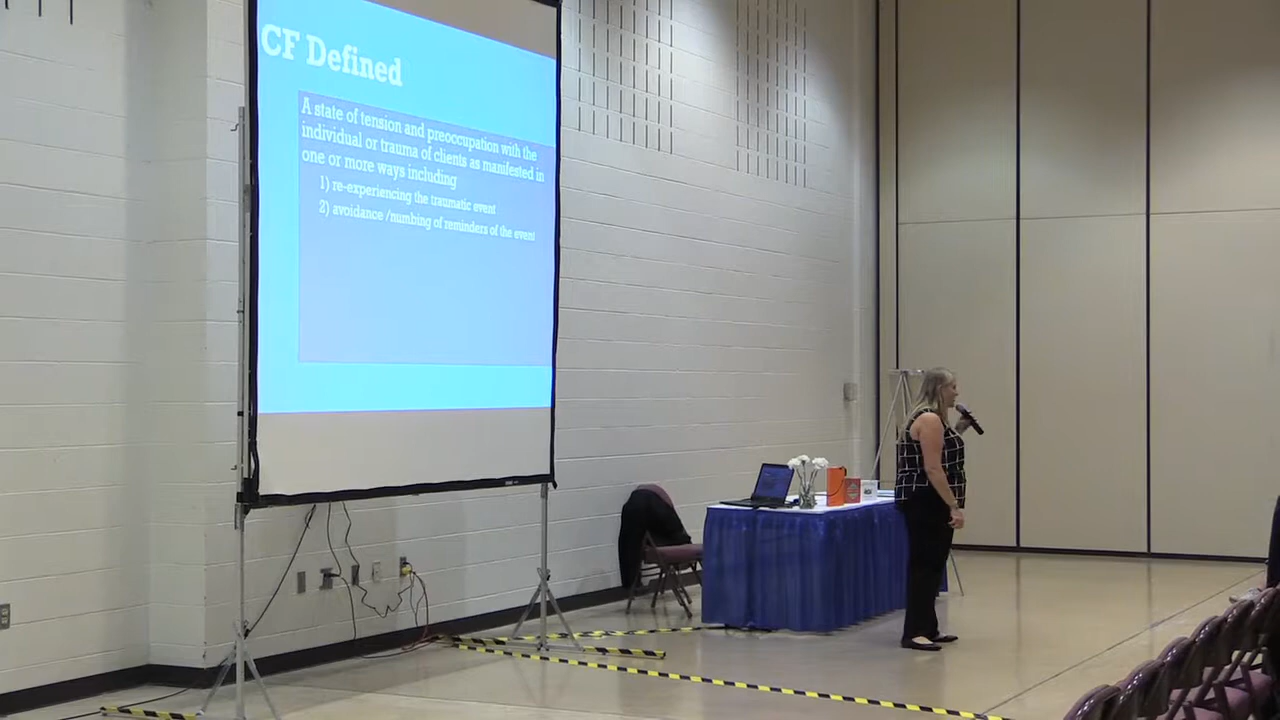 CF Defined
A state of tension and preoccupation with the
individual or trauma of clients as manifested in
one or more ways including
1) re-experiencing the traumatic event
2) avoidance /numbing of reminders of the event